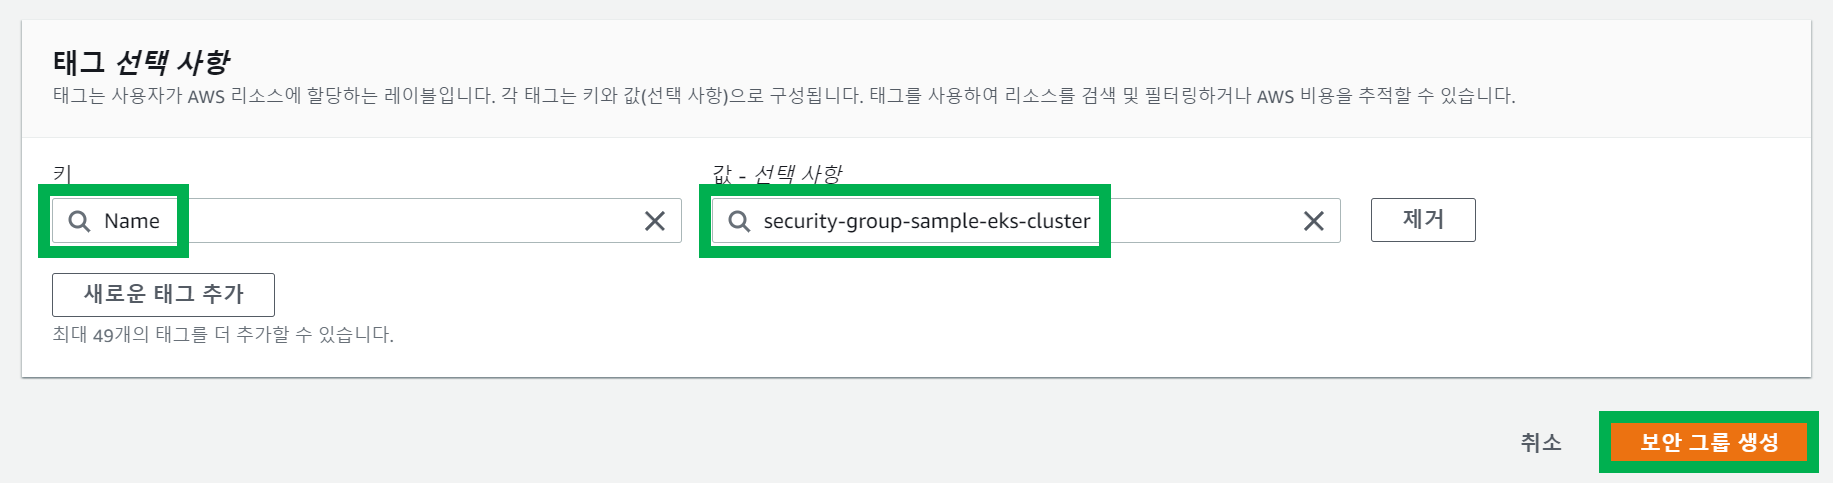 태그 선택 사항
태그는 사용자가 AWS 리소스에 할당하는 레이블입니다. 각 태그는 키와 값(선택 사항)으로 구성됩니다. 태그를 사용하여 리소스를 검색 및 필터링하거나 AWS 비용을 추적할 수 있습니다.
키
값 - 선택 사항
Name
security-group-sample-eks-cluster
제거
새로운 태그 추가
최대 49개의 태그를 더 추가할 수 있습니다.
취소
보안 그룹 생성